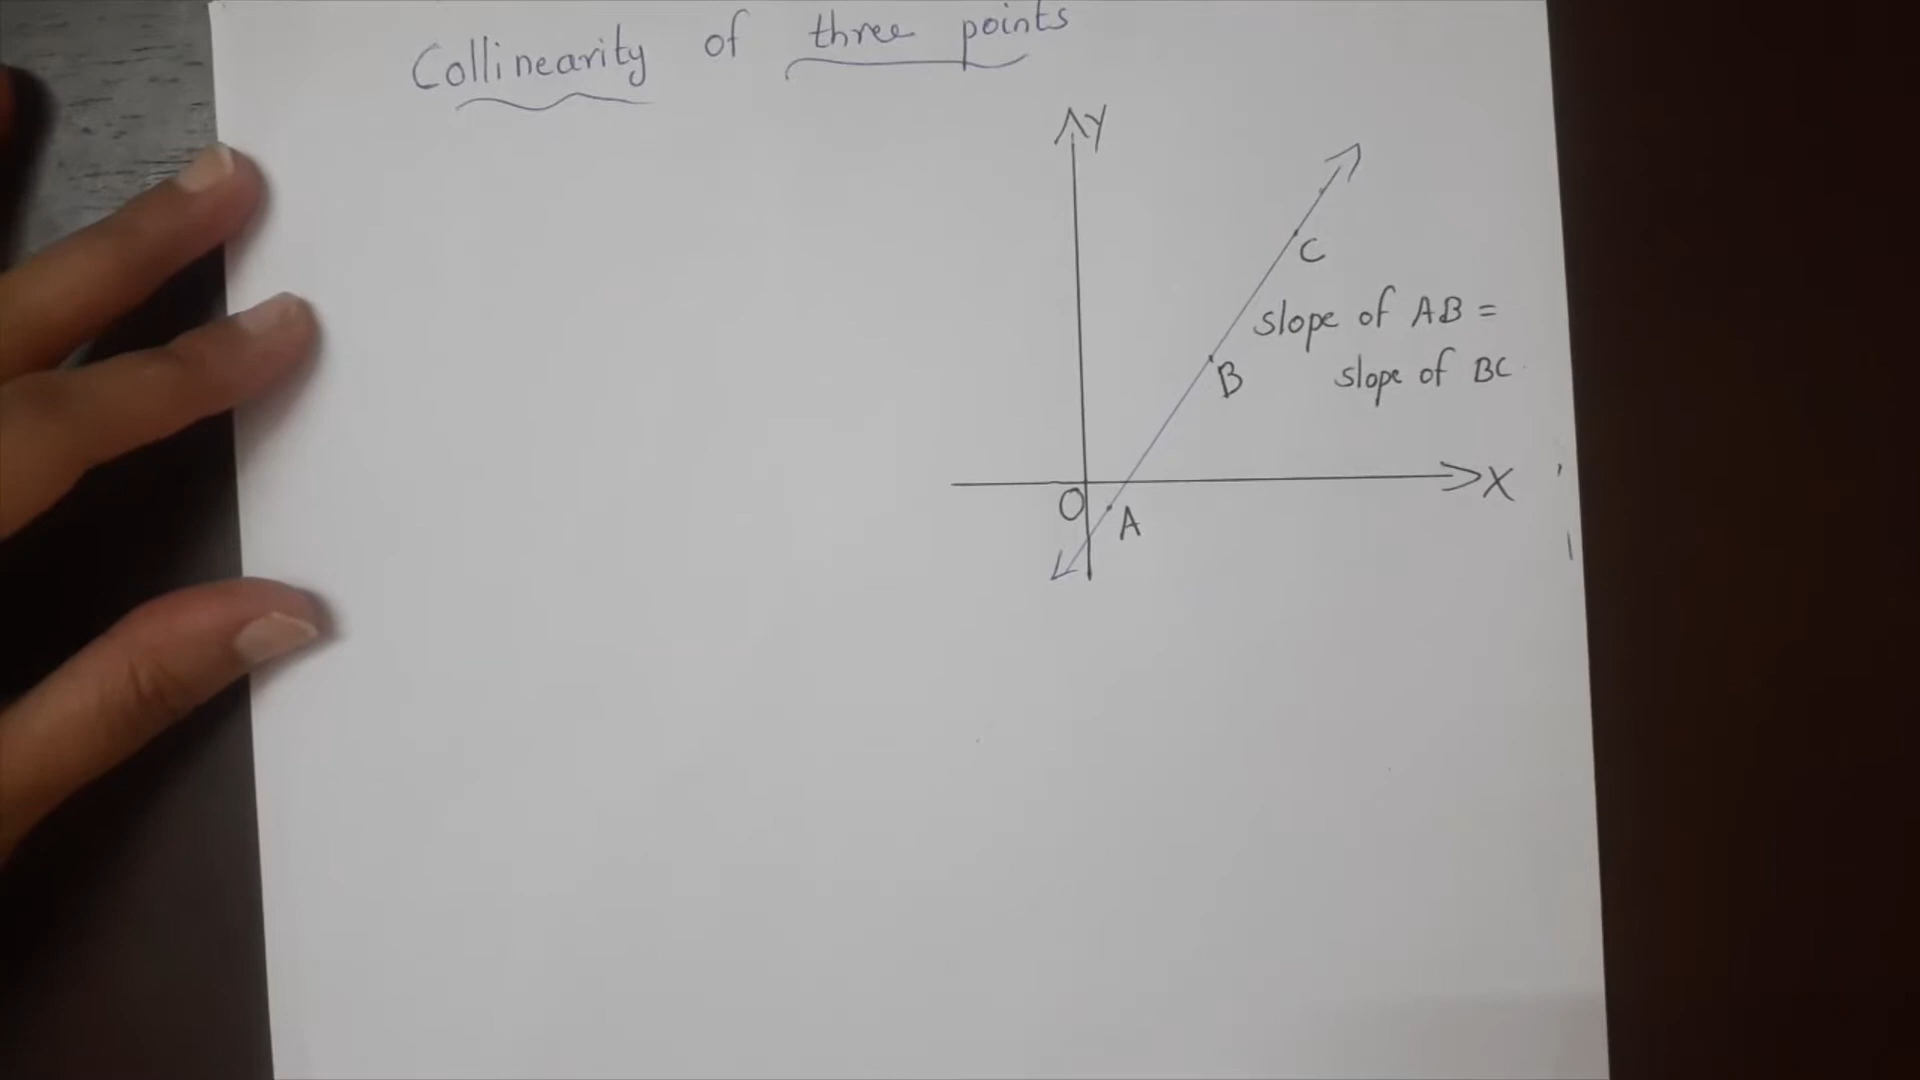 Collinearity of three points
Y
C
slope of AB =
slope of BC
B
X
O
A